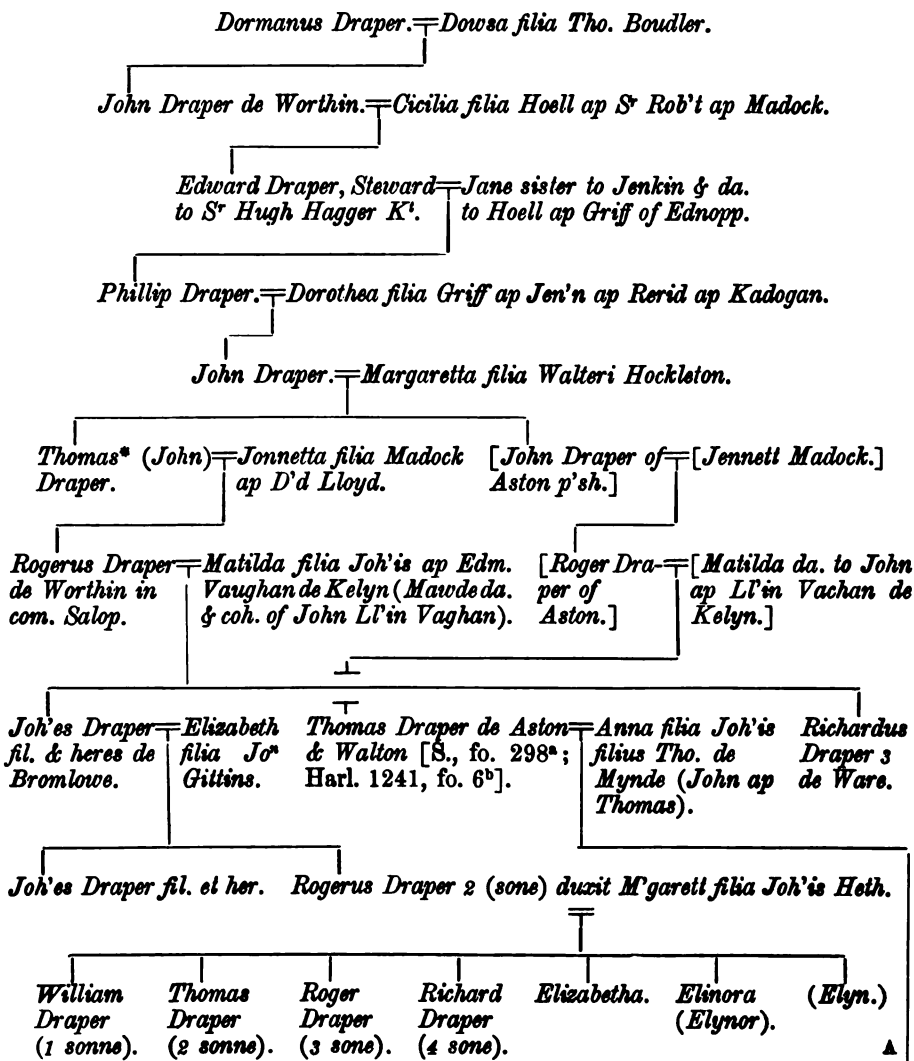 Dormanus Draper.=Dowsa filia Tho. Boudler.
John Draper de Worthin.=Cicilia filia Hoell ap Sʳ Rob't ap Madock.
Edward Draper, Steward=Jane sister to Jenkin & da.
to Sʳ Hugh Hagger Kᵗ. to Hoell ap Griff of Ednopp.
Phillip Draper.=Dorothea filia Griff ap Jen'n ap Rerid ap Kadogan.
John Draper.=Margaretta filia Walteri Hockleton.
Thomas* (John)=Jonnetta filia Madock
Draper. ap D'd Lloyd.
[John Draper of=[Jennett Madock.]
Aston p'sh.]
Rogerus Draper=Matilda filia Joh'is ap Edm.
de Worthin in Vaughan de Kelyn (Mawde da.
com. Salop. & coh. of John Ll'in Vaghan).
[Roger Dra-=[Matilda da. to John
per of ap Ll'in Vachan de
Aston.] Kelyn.]
Joh'es Draper=Elizabeth
fil. & heres de filia Joⁿ
Bromlowe. Gittins.
Thomas Draper de Aston=Anna filia Joh'is
& Walton [S., fo. 298ᵃ; filius Tho. de
Harl. 1241, fo. 6ᵇ]. Mynde (John ap
Thomas).
Richardus
Draper 3
de Ware.
Joh'es Draper fil. et her. Rogerus Draper 2 (sone) duxit M'garett filia Joh'is Heth.
=
William
Draper
(1 sonne).
Thomas
Draper
(2 sonne).
Roger
Draper
(3 sone).
Richard
Draper
(4 sone).
Elizabetha.
Elinora
(Elynor).
(Elyn.)
A